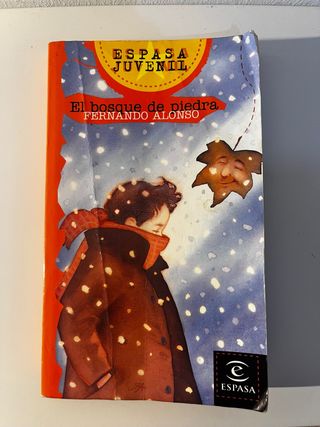 ESPASA
JUVENIL
El bosque de piedra
FERNANDO ALONSO
e
ESPASA